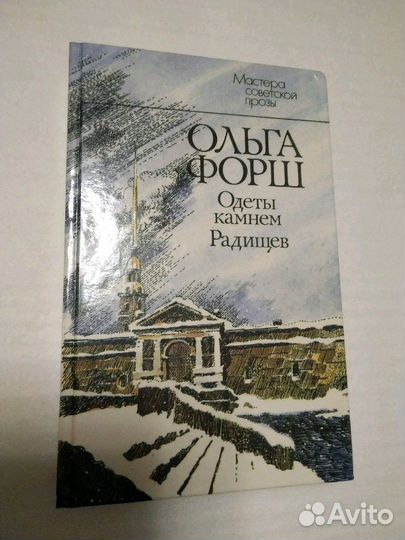 Мастера
советской
прозы
ОЛЬГА
ФОРШ
Одеты
камнем
Радищев
Avito